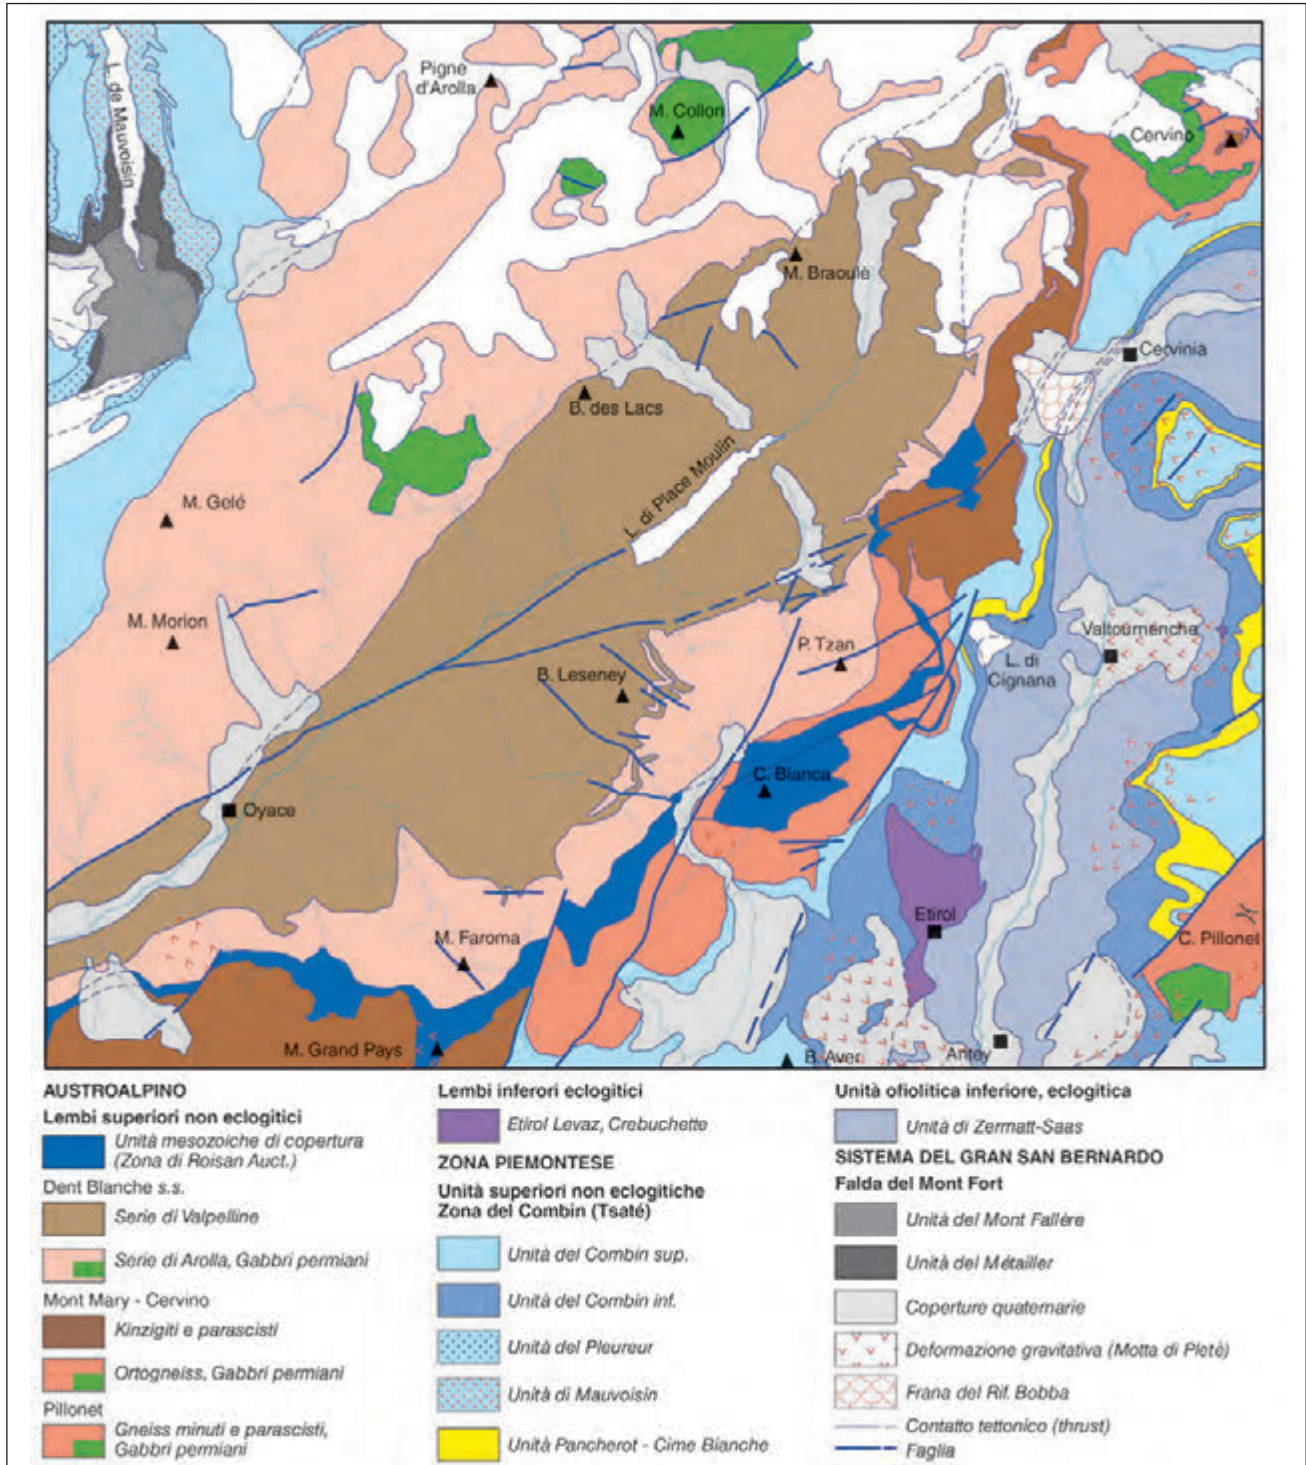 Pigne
d'Arolla
L. de Mauvoisin
M. Collon
Cervino
M. Braoulè
Cervinia
B. des Lacs
L. di Place Moulin
M. Gelé
M. Morion
Valtournenche
P. Tzan
L. di
Cignana
B. Leseney
C. Bianca
Oyace
Etirol
M. Faroma
C. Pillonet
M. Grand Pays
B. Aver
Antey
AUSTROALPINO
Lembi superiori non eclogitici
Unità mesozoiche di copertura
(Zona di Roisan Auct.)
Dent Blanche s.s.
Serie di Valpelline
Serie di Arolla, Gabbri permiani
Mont Mary - Cervino
Kinzigiti e parascisti
Ortogneiss, Gabbri permiani
Pillonet
Gneiss minuti e parascisti,
Gabbri permiani
Lembi inferori eclogitici
Etirol Levaz, Crebuchette
ZONA PIEMONTESE
Unità superiori non eclogitiche
Zona del Combin (Tsaté)
Unità del Combin sup.
Unità del Combin inf.
Unità del Pleureur
Unità di Mauvoisin
Unità Pancherot - Cime Bianche
Unità ofiolitica inferiore, eclogitica
Unità di Zermatt-Saas
SISTEMA DEL GRAN SAN BERNARDO
Falda del Mont Fort
Unità del Mont Fallère
Unità del Métailler
Coperture quaternarie
Deformazione gravitativa (Motta di Pletè)
Frana del Rif. Bobba
Contatto tettonico (thrust)
Faglia